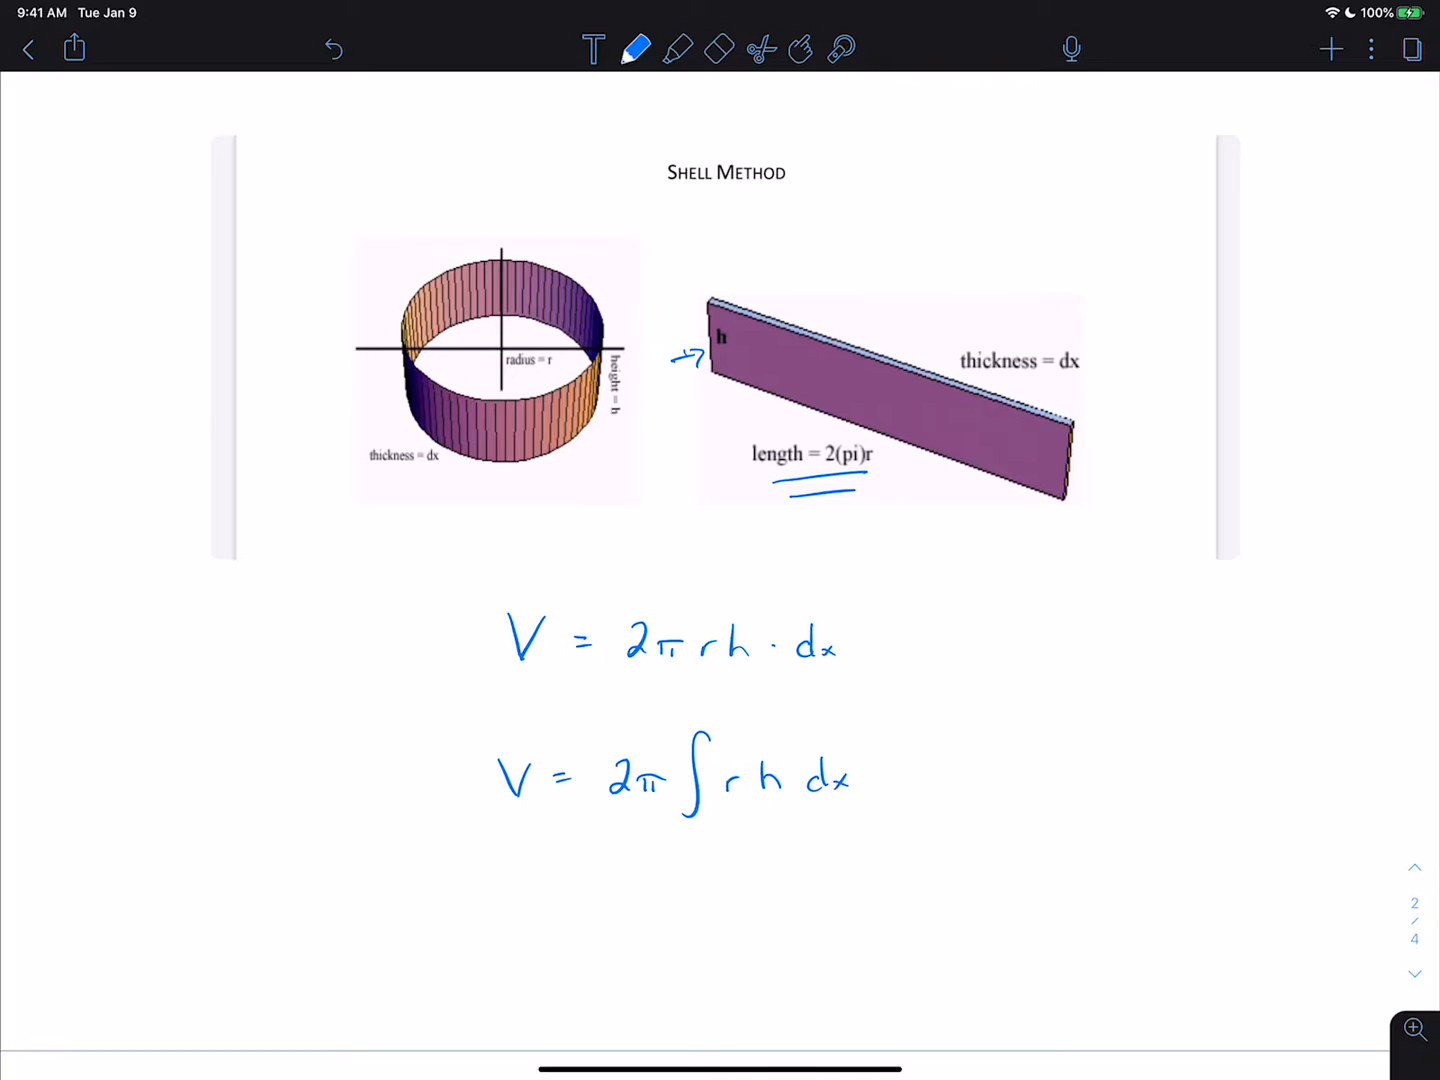 9:41 AM Tue Jan 9
100%
T
SHELL METHOD
radius = r
height = h
thickness = dx
h
thickness = dx
length = 2(pi)r
V = 2π rh · dx
V = 2π ∫ r h dx
2
/
4